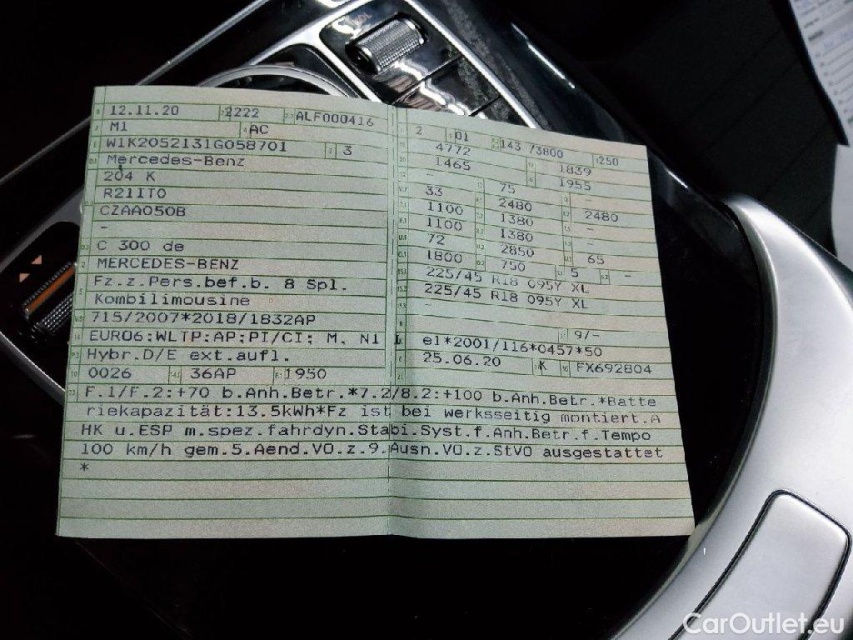 12.11.20 2222 ALF000416
M1 AC
W1K2052131G058701 3
Mercedes-Benz
204 K
R211T0
CZAA050B
-
C 300 de
MERCEDES-BENZ
Fz.z.Pers.bef.b. 8 Spl.
Kombilimousine
715/2007*2018/1832AP
EURO6:WLTP:AP:PI/CI: M, N1 I
Hybr.D/E ext.aufl.
0026 36AP 1950
2 01 143 /3800 250
4772 1839
1465 1955
-
33 75
1100 2480 2480
1100 1380
72 1380
1800 2850 65
750 5 -
225/45 R18 095Y XL
225/45 R18 095Y XL
9/-
e1*2001/116*0457*50
25.06.20 K FX692804
F.1/F.2:+70 b.Anh.Betr.*7.2/8.2:+100 b.Anh.Betr.*Batte
riekapazität:13.5kWh*Fz ist bei werksseitig montiert.A
HK u.ESP m.spez.fahrdyn.Stabi.Syst.f.Anh.Betr.f.Tempo
100 km/h gem.5.Aend.VO.z.9.Ausn.VO.z.StVO ausgestattet
*
CarOutlet.eu